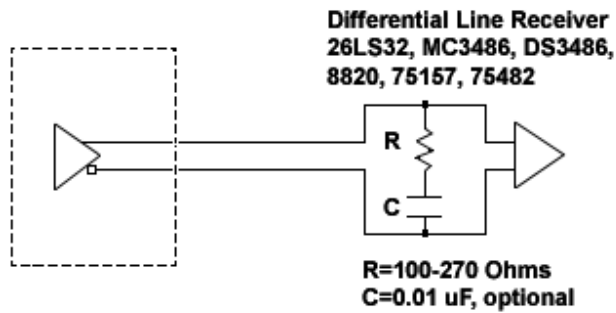 Differential Line Receiver
26LS32, MC3486, DS3486,
8820, 75157, 75482
R
C
R=100-270 Ohms
C=0.01 uF, optional